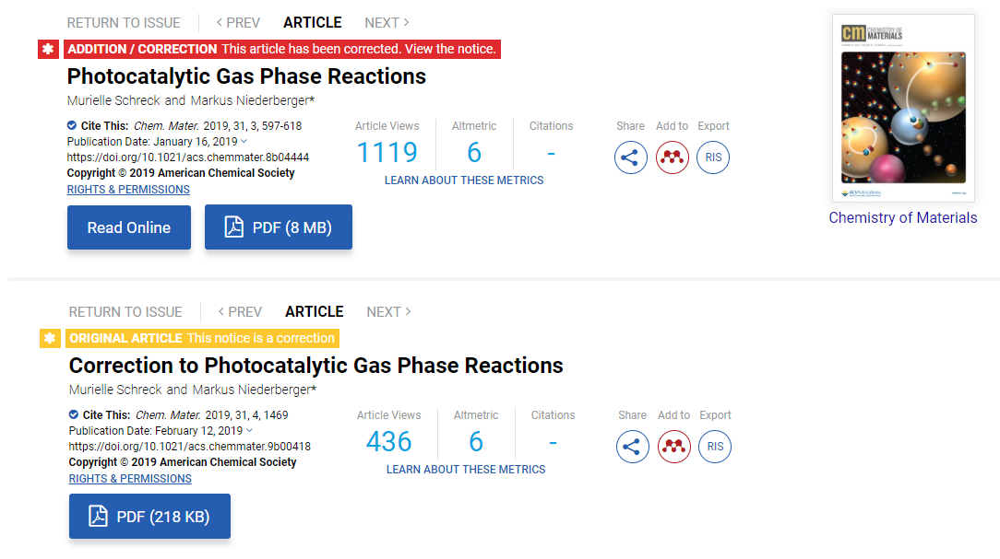 RETURN TO ISSUE < PREV ARTICLE NEXT >
* ADDITION / CORRECTION This article has been corrected. View the notice.
Photocatalytic Gas Phase Reactions
Murielle Schreck and Markus Niederberger*
Cite This: Chem. Mater. 2019, 31, 3, 597-618
Publication Date: January 16, 2019
https://doi.org/10.1021/acs.chemmater.8b04444
Copyright © 2019 American Chemical Society
RIGHTS & PERMISSIONS
Article Views Altmetric Citations
1119 6 -
LEARN ABOUT THESE METRICS
Share Add to Export
RIS
Read Online PDF (8 MB)
cm CHEMISTRY OF
MATERIALS
ACS Publications
Chemistry of Materials
RETURN TO ISSUE < PREV ARTICLE NEXT >
* ORIGINAL ARTICLE This notice is a correction
Correction to Photocatalytic Gas Phase Reactions
Murielle Schreck and Markus Niederberger*
Cite This: Chem. Mater. 2019, 31, 4, 1469
Publication Date: February 12, 2019
https://doi.org/10.1021/acs.chemmater.9b00418
Copyright © 2019 American Chemical Society
RIGHTS & PERMISSIONS
Article Views Altmetric Citations
436 6 -
LEARN ABOUT THESE METRICS
Share Add to Export
RIS
PDF (218 KB)